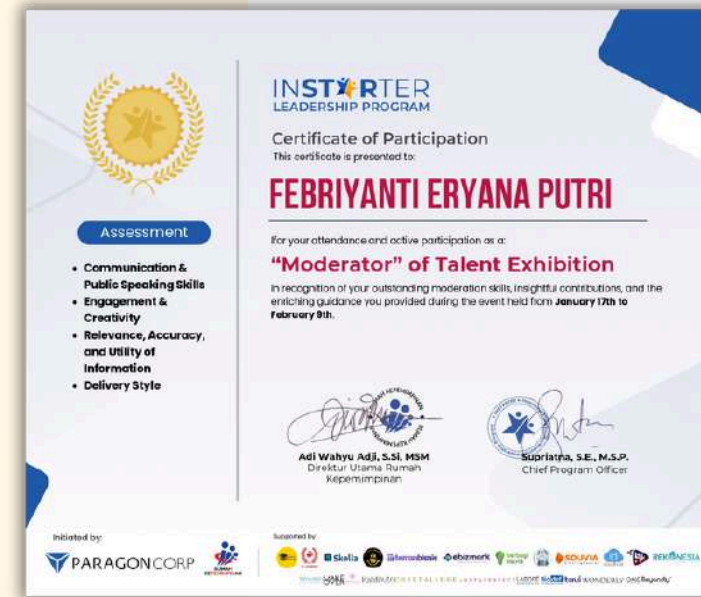 INSTARTER
LEADERSHIP PROGRAM
Certificate of Participation
This certificate is presented to:
FEBRIYANTI ERYANA PUTRI
For your attendance and active participation as a:
“Moderator” of Talent Exhibition
In recognition of your outstanding moderation skills, insightful contributions, and the
enriching guidance you provided during the event held from January 17th to
February 9th.
Assessment
• Communication &
Public Speaking Skills
• Engagement &
Creativity
• Relevance, Accuracy,
and Utility of
Information
• Delivery Style
Adi Wahyu Adji, S.Si, MSM
Direktur Utama Rumah
Kepemimpinan
Supriatna, S.E., M.S.P.
Chief Program Officer
Initiated by:
PARAGONCORP
Supported by
Skolla
ebizmark
SOUVIA
REKONESIA